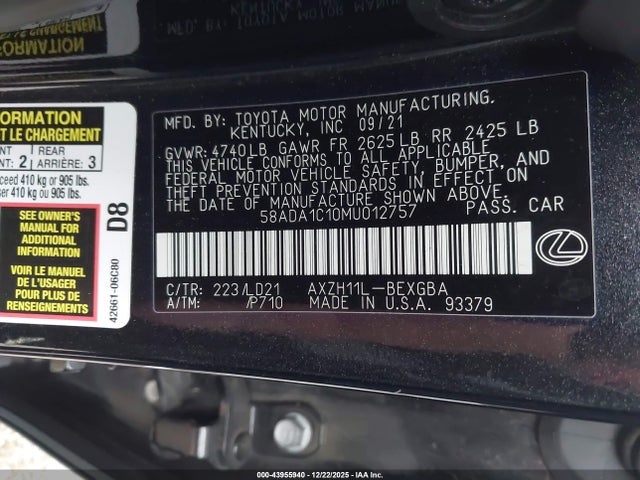 ORMATION
T LE CHARGEMENT
1 REAR
NT: 2 ARRIÈRE: 3
ceed 410 kg or 905 lbs.
ser 410 kg ou 905 lbs.
SEE OWNER'S
MANUAL FOR
ADDITIONAL
INFORMATION
VOIR LE MANUEL
DE L'USAGER
POUR PLUS DE
RENSEIGNEMENTS
D8
42661-06C80
MFD. BY: TOYOTA MOTOR MANUFACTURING.
KENTUCKY, INC 09/21
GVWR: 4740LB GAWR FR 2625LB RR 2425 LB
THIS VEHICLE CONFORMS TO ALL APPLICABLE
FEDERAL MOTOR VEHICLE SAFETY, BUMPER, AND
THEFT PREVENTION STANDARDS IN EFFECT ON
THE DATE OF MANUFACTURE SHOWN ABOVE.
58ADA1C10MU012757 PASS. CAR
C/TR: 223/LD21 AXZH11L-BEXGBA
A/TM: /P710 MADE IN U.S.A. 93379
000-43955940 - 12/22/2025 - IAA Inc.